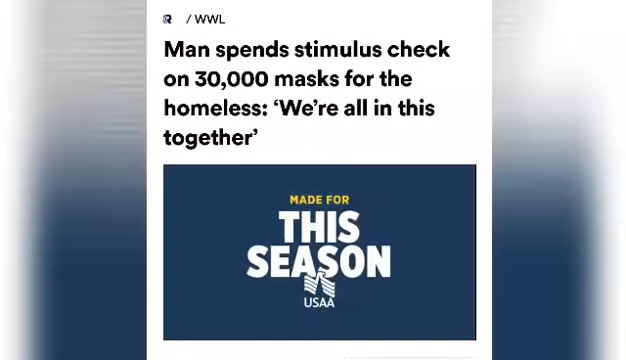 / WWL
Man spends stimulus check
on 30,000 masks for the
homeless: ‘We’re all in this
together’
MADE FOR
THIS
SEASON
USAA